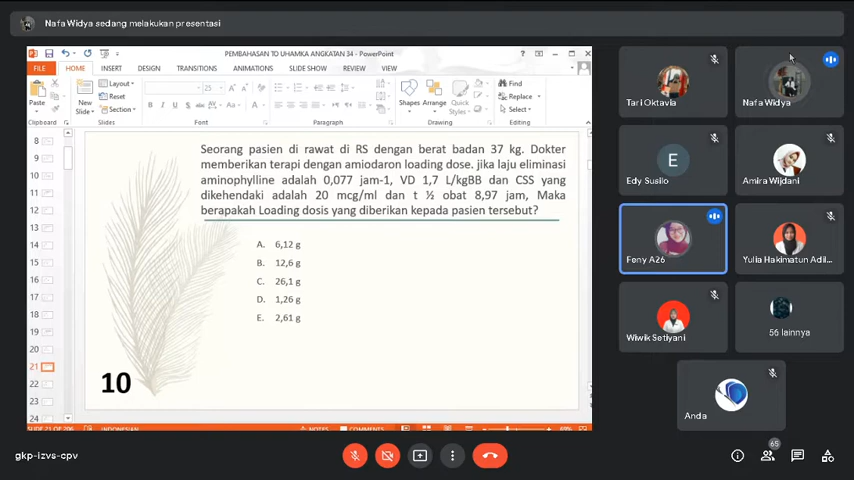 Nafa Widya sedang melakukan presentasi
PEMBAHASAN TO UHAMKA ANGKATAN 34 - PowerPoint
FILE HOME INSERT DESIGN TRANSITIONS ANIMATIONS SLIDE SHOW REVIEW VIEW
Paste
New
Slide
Layout
Reset
Section
Shapes
Arrange
Quick
Styles
Find
Replace
Select
Clipboard Slides Font Paragraph Drawing Editing
8
9
10
11
12
13
14
15
16
17
18
19
20
21
22
23
24
Seorang pasien di rawat di RS dengan berat badan 37 kg. Dokter
memberikan terapi dengan amiodaron loading dose. jika laju eliminasi
aminophylline adalah 0,077 jam-1, VD 1,7 L/kgBB dan CSS yang
dikehendaki adalah 20 mcg/ml dan t ½ obat 8,97 jam, Maka
berapakah Loading dosis yang diberikan kepada pasien tersebut?
A. 6,12 g
B. 12,6 g
C. 26,1 g
D. 1,26 g
E. 2,61 g
10
SLIDE 21 OF 206 INDONESIAN NOTES COMMENTS 69%
Tari Oktavia
Nafa Widya
E
Edy Susilo
Amira Wijdani
Feny A26
Yulia Hakimatun Adil...
Wiwik Setiyani
56 lainnya
Anda
gkp-izvs-cpv
65